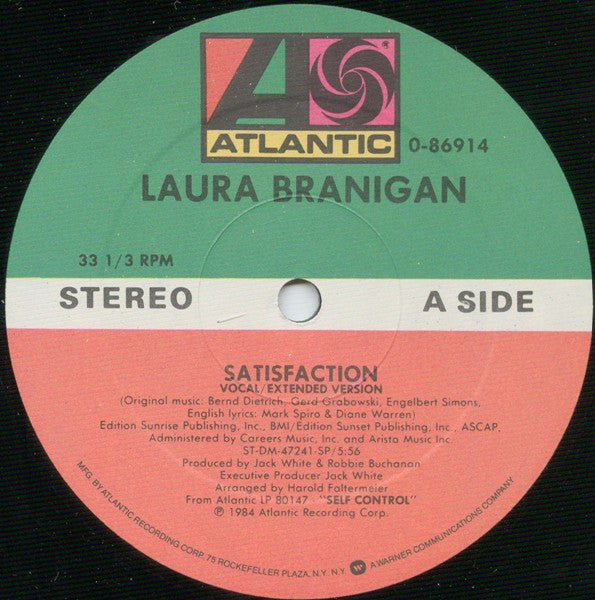 ATLANTIC
0-86914
LAURA BRANIGAN
33 1/3 RPM
STEREO
A SIDE
SATISFACTION
VOCAL/EXTENDED VERSION
(Original music: Bernd Dietrich, Gerd Grabowski, Engelbert Simons,
English lyrics: Mark Spiro & Diane Warren)
Edition Sunrise Publishing, Inc., BMI/Edition Sunset Publishing, Inc., ASCAP,
Administered by Careers Music, Inc. and Arista Music Inc.
ST-DM-47241-SP/5:56
Produced by Jack White & Robbie Buchanan
Executive Producer Jack White
Arranged by Harold Faltermeier
From Atlantic LP 80147 - "SELF CONTROL"
℗ 1984 Atlantic Recording Corp.
MFG. BY ATLANTIC RECORDING CORP. 75 ROCKEFELLER PLAZA, N.Y. N.Y. W A WARNER COMMUNICATIONS COMPANY